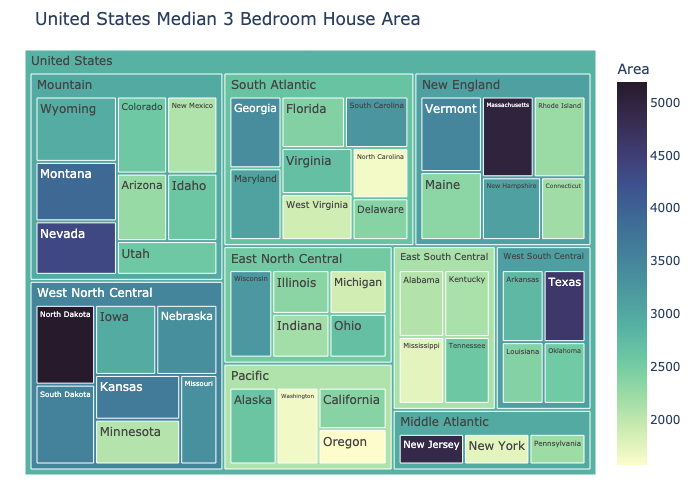 United States Median 3 Bedroom House Area
United States
Mountain
Wyoming
Colorado
New Mexico
Montana
Arizona
Idaho
Nevada
Utah
South Atlantic
Georgia
Florida
South Carolina
Virginia
North Carolina
Maryland
West Virginia
Delaware
New England
Vermont
Massachusetts
Rhode Island
Maine
New Hampshire
Connecticut
West North Central
North Dakota
Iowa
Nebraska
South Dakota
Kansas
Missouri
Minnesota
East North Central
Wisconsin
Illinois
Michigan
Indiana
Ohio
Pacific
Alaska
Washington
California
Oregon
East South Central
Alabama
Kentucky
Mississippi
Tennessee
West South Central
Arkansas
Texas
Louisiana
Oklahoma
Middle Atlantic
New Jersey
New York
Pennsylvania
Area
5000
4500
4000
3500
3000
2500
2000